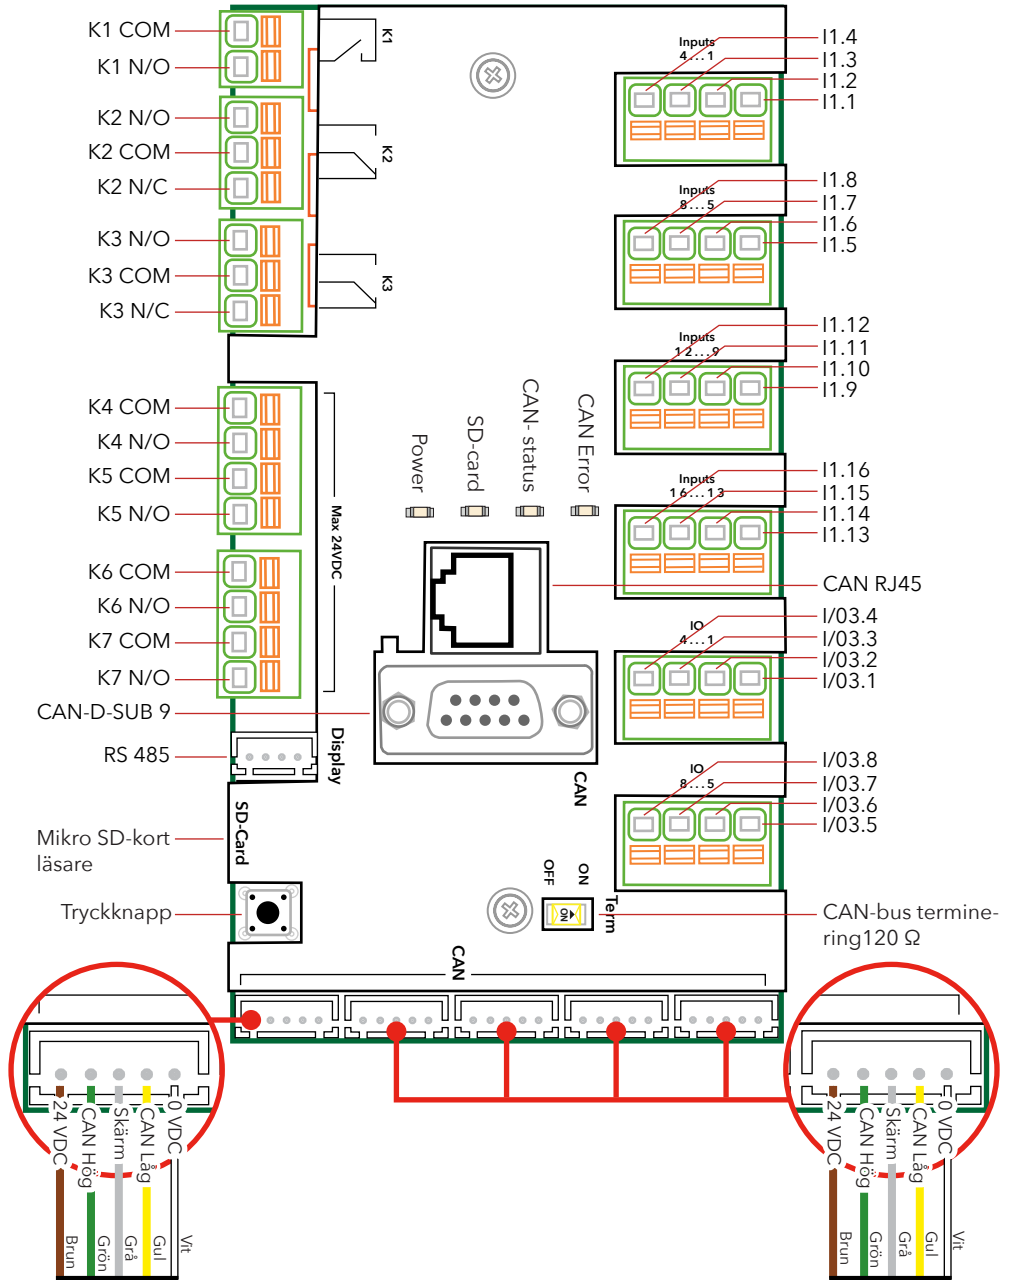 K1 COM
K1 N/O
K2 N/O
K2 COM
K2 N/C
K3 N/O
K3 COM
K3 N/C
K4 COM
K4 N/O
K5 COM
K5 N/O
K6 COM
K6 N/O
K7 COM
K7 N/O
CAN-D-SUB 9
RS 485
Mikro SD-kort
läsare
Tryckknapp
K1
K2
K3
Max 24VDC
Display
SD-Card
Power
SD-card
CAN- status
CAN Error
CAN
OFF
ON
ON
Term
CAN
Inputs
4...1
I1.4
I1.3
I1.2
I1.1
Inputs
8...5
I1.8
I1.7
I1.6
I1.5
Inputs
12...9
I1.12
I1.11
I1.10
I1.9
Inputs
16...13
I1.16
I1.15
I1.14
I1.13
CAN RJ45
IO
4...1
I/03.4
I/03.3
I/03.2
I/03.1
IO
8...5
I/03.8
I/03.7
I/03.6
I/03.5
CAN-bus termine-
ring120 Ω
24 VDC
CAN Hög
Skärm
CAN Låg
0 VDC
Brun
Grön
Grå
Gul
Vit
24 VDC
CAN Hög
Skärm
CAN Låg
0 VDC
Brun
Grön
Grå
Gul
Vit